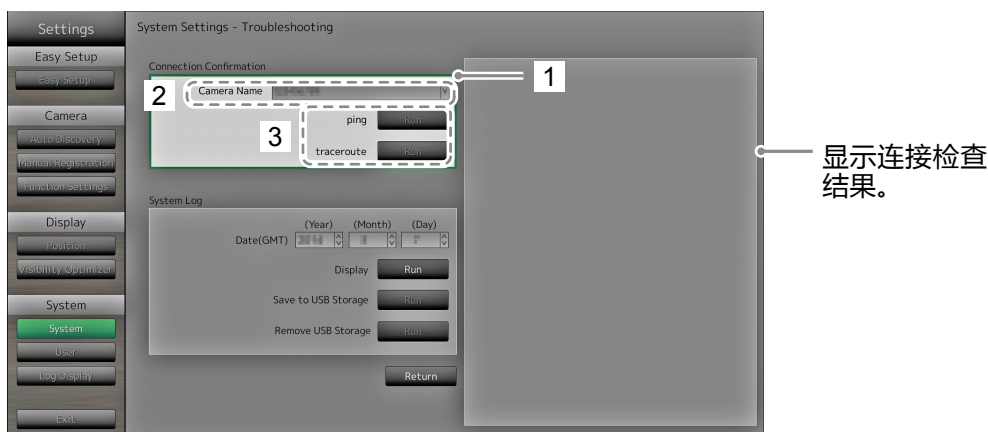 Settings
System Settings - Troubleshooting
Easy Setup
Easy Setup
Camera
Auto Discovery
Manual Registration
Function Settings
Display
Position
Visibility Optimizer
System
System
User
Log Display
Exit
Connection Confirmation
1
2
Camera Name
3
ping Run
traceroute Run
System Log
(Year) (Month) (Day)
Date(GMT)
Display Run
Save to USB Storage Run
Remove USB Storage Run
Return
显示连接检查
结果。